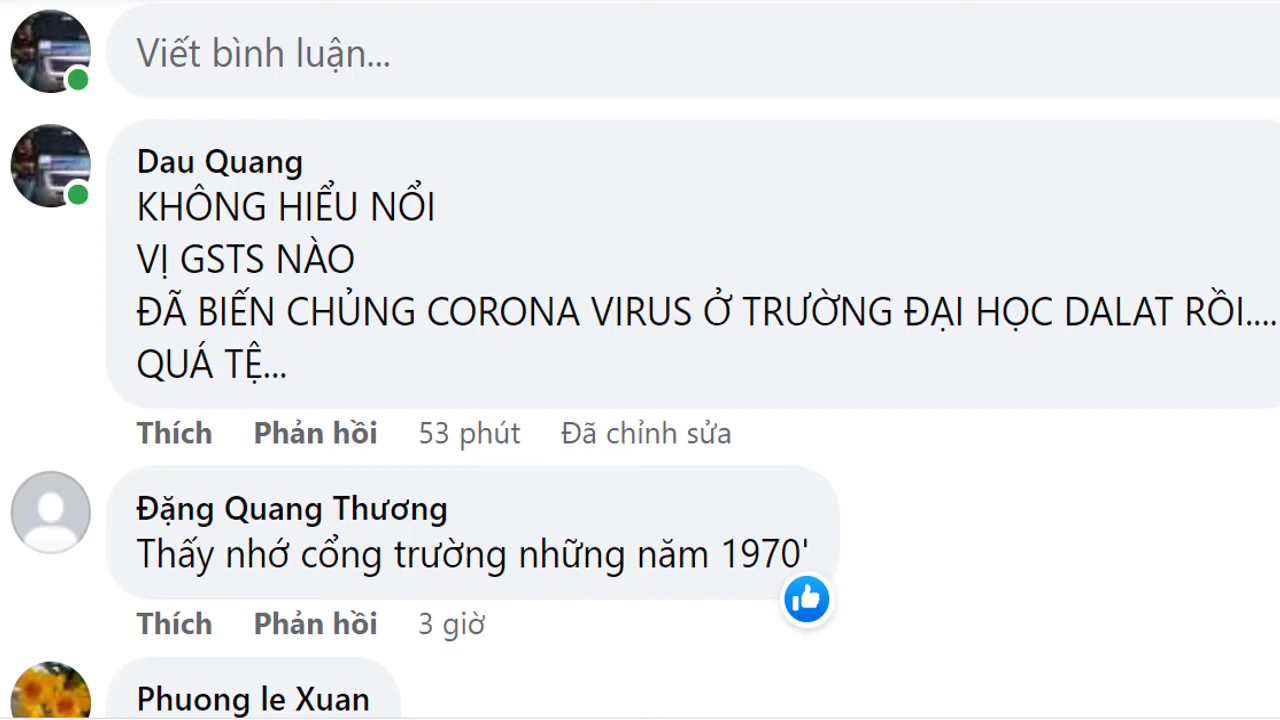 Viết bình luận...
Dau Quang
KHÔNG HIỂU NỔI
VỊ GSTS NÀO
ĐÃ BIẾN CHỦNG CORONA VIRUS Ở TRƯỜNG ĐẠI HỌC DALAT RỒI....
QUÁ TỆ...
Thích Phản hồi 53 phút Đã chỉnh sửa
Đặng Quang Thương
Thấy nhớ cổng trường những năm 1970'
Thích Phản hồi 3 giờ
Phuong le Xuan